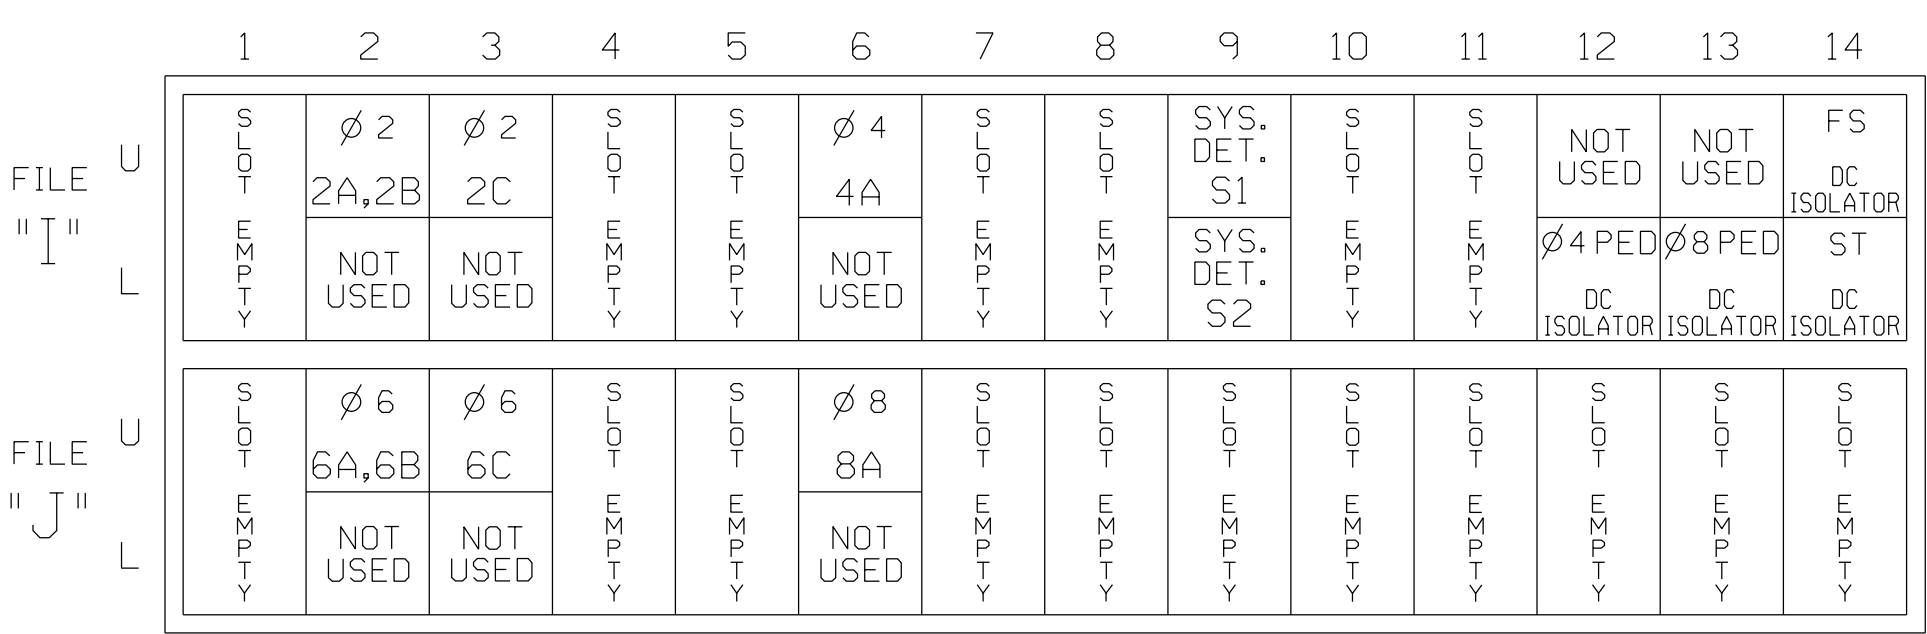 1 2 3 4 5 6 7 8 9 10 11 12 13 14
FILE
"I"
U
L
SLOT EMPTY
Ø 2
2A,2B
NOT
USED
Ø 2
2C
NOT
USED
SLOT EMPTY
SLOT EMPTY
Ø 4
4A
NOT
USED
SLOT EMPTY
SLOT EMPTY
SYS.
DET.
S1
SYS.
DET.
S2
SLOT EMPTY
SLOT EMPTY
NOT
USED
Ø 4 PED
DC
ISOLATOR
NOT
USED
Ø 8 PED
DC
ISOLATOR
FS
DC
ISOLATOR
ST
DC
ISOLATOR
FILE
"J"
U
L
SLOT EMPTY
Ø 6
6A,6B
NOT
USED
Ø 6
6C
NOT
USED
SLOT EMPTY
SLOT EMPTY
Ø 8
8A
NOT
USED
SLOT EMPTY
SLOT EMPTY
SLOT EMPTY
SLOT EMPTY
SLOT EMPTY
SLOT EMPTY
SLOT EMPTY
SLOT EMPTY